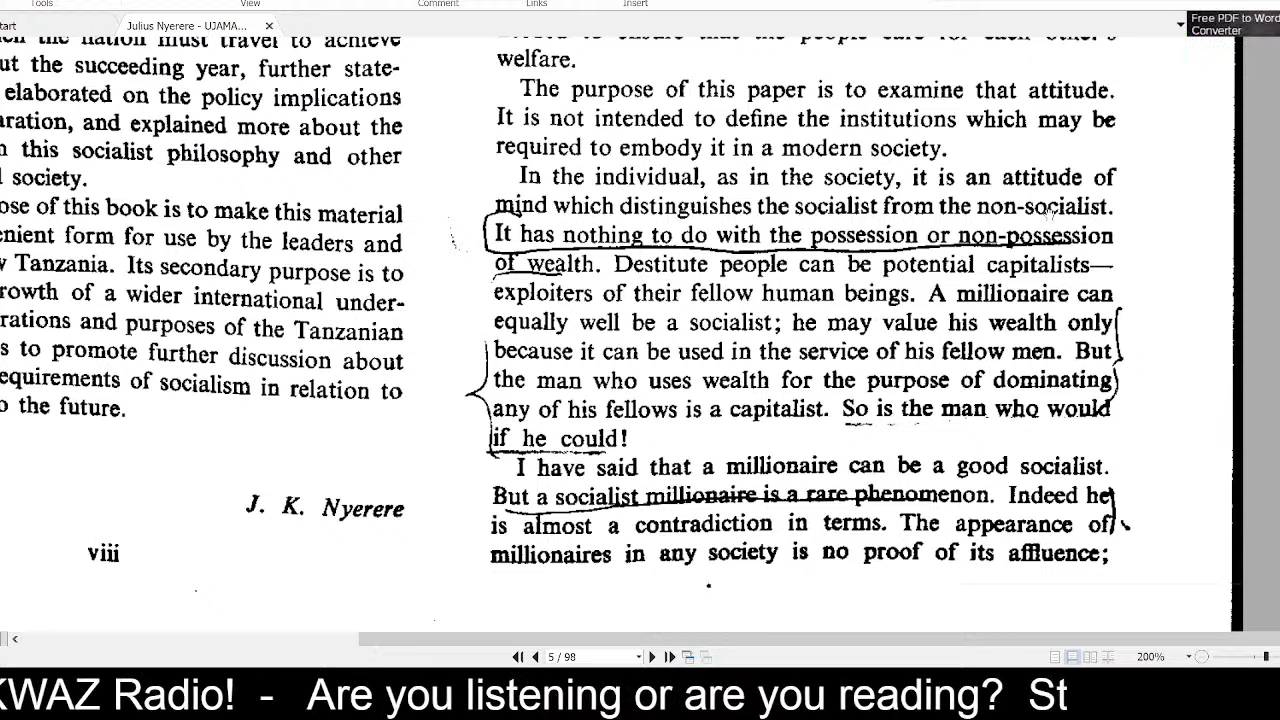 Tools
View
Comment
Links
Insert
tart
Julius Nyerere - UJAMA...
Free PDF to Word
Converter
the nation must travel to achieve
ut the succeeding year, further state-
elaborated on the policy implications
aration, and explained more about the
n this socialist philosophy and other
l society.
ose of this book is to make this material
enient form for use by the leaders and
w Tanzania. Its secondary purpose is to
rowth of a wider international under-
rations and purposes of the Tanzanian
s to promote further discussion about
equirements of socialism in relation to
o the future.
J. K. Nyerere
viii
to ensure that the people care for each other's
welfare.
The purpose of this paper is to examine that attitude.
It is not intended to define the institutions which may be
required to embody it in a modern society.
In the individual, as in the society, it is an attitude of
mind which distinguishes the socialist from the non-socialist.
It has nothing to do with the possession or non-possession
of wealth. Destitute people can be potential capitalists—
exploiters of their fellow human beings. A millionaire can
equally well be a socialist; he may value his wealth only
because it can be used in the service of his fellow men. But
the man who uses wealth for the purpose of dominating
any of his fellows is a capitalist. So is the man who would
if he could!
I have said that a millionaire can be a good socialist.
But a socialist millionaire is a rare phenomenon. Indeed he
is almost a contradiction in terms. The appearance of
millionaires in any society is no proof of its affluence;
5 / 98
200%
KWAZ Radio! - Are you listening or are you reading? St